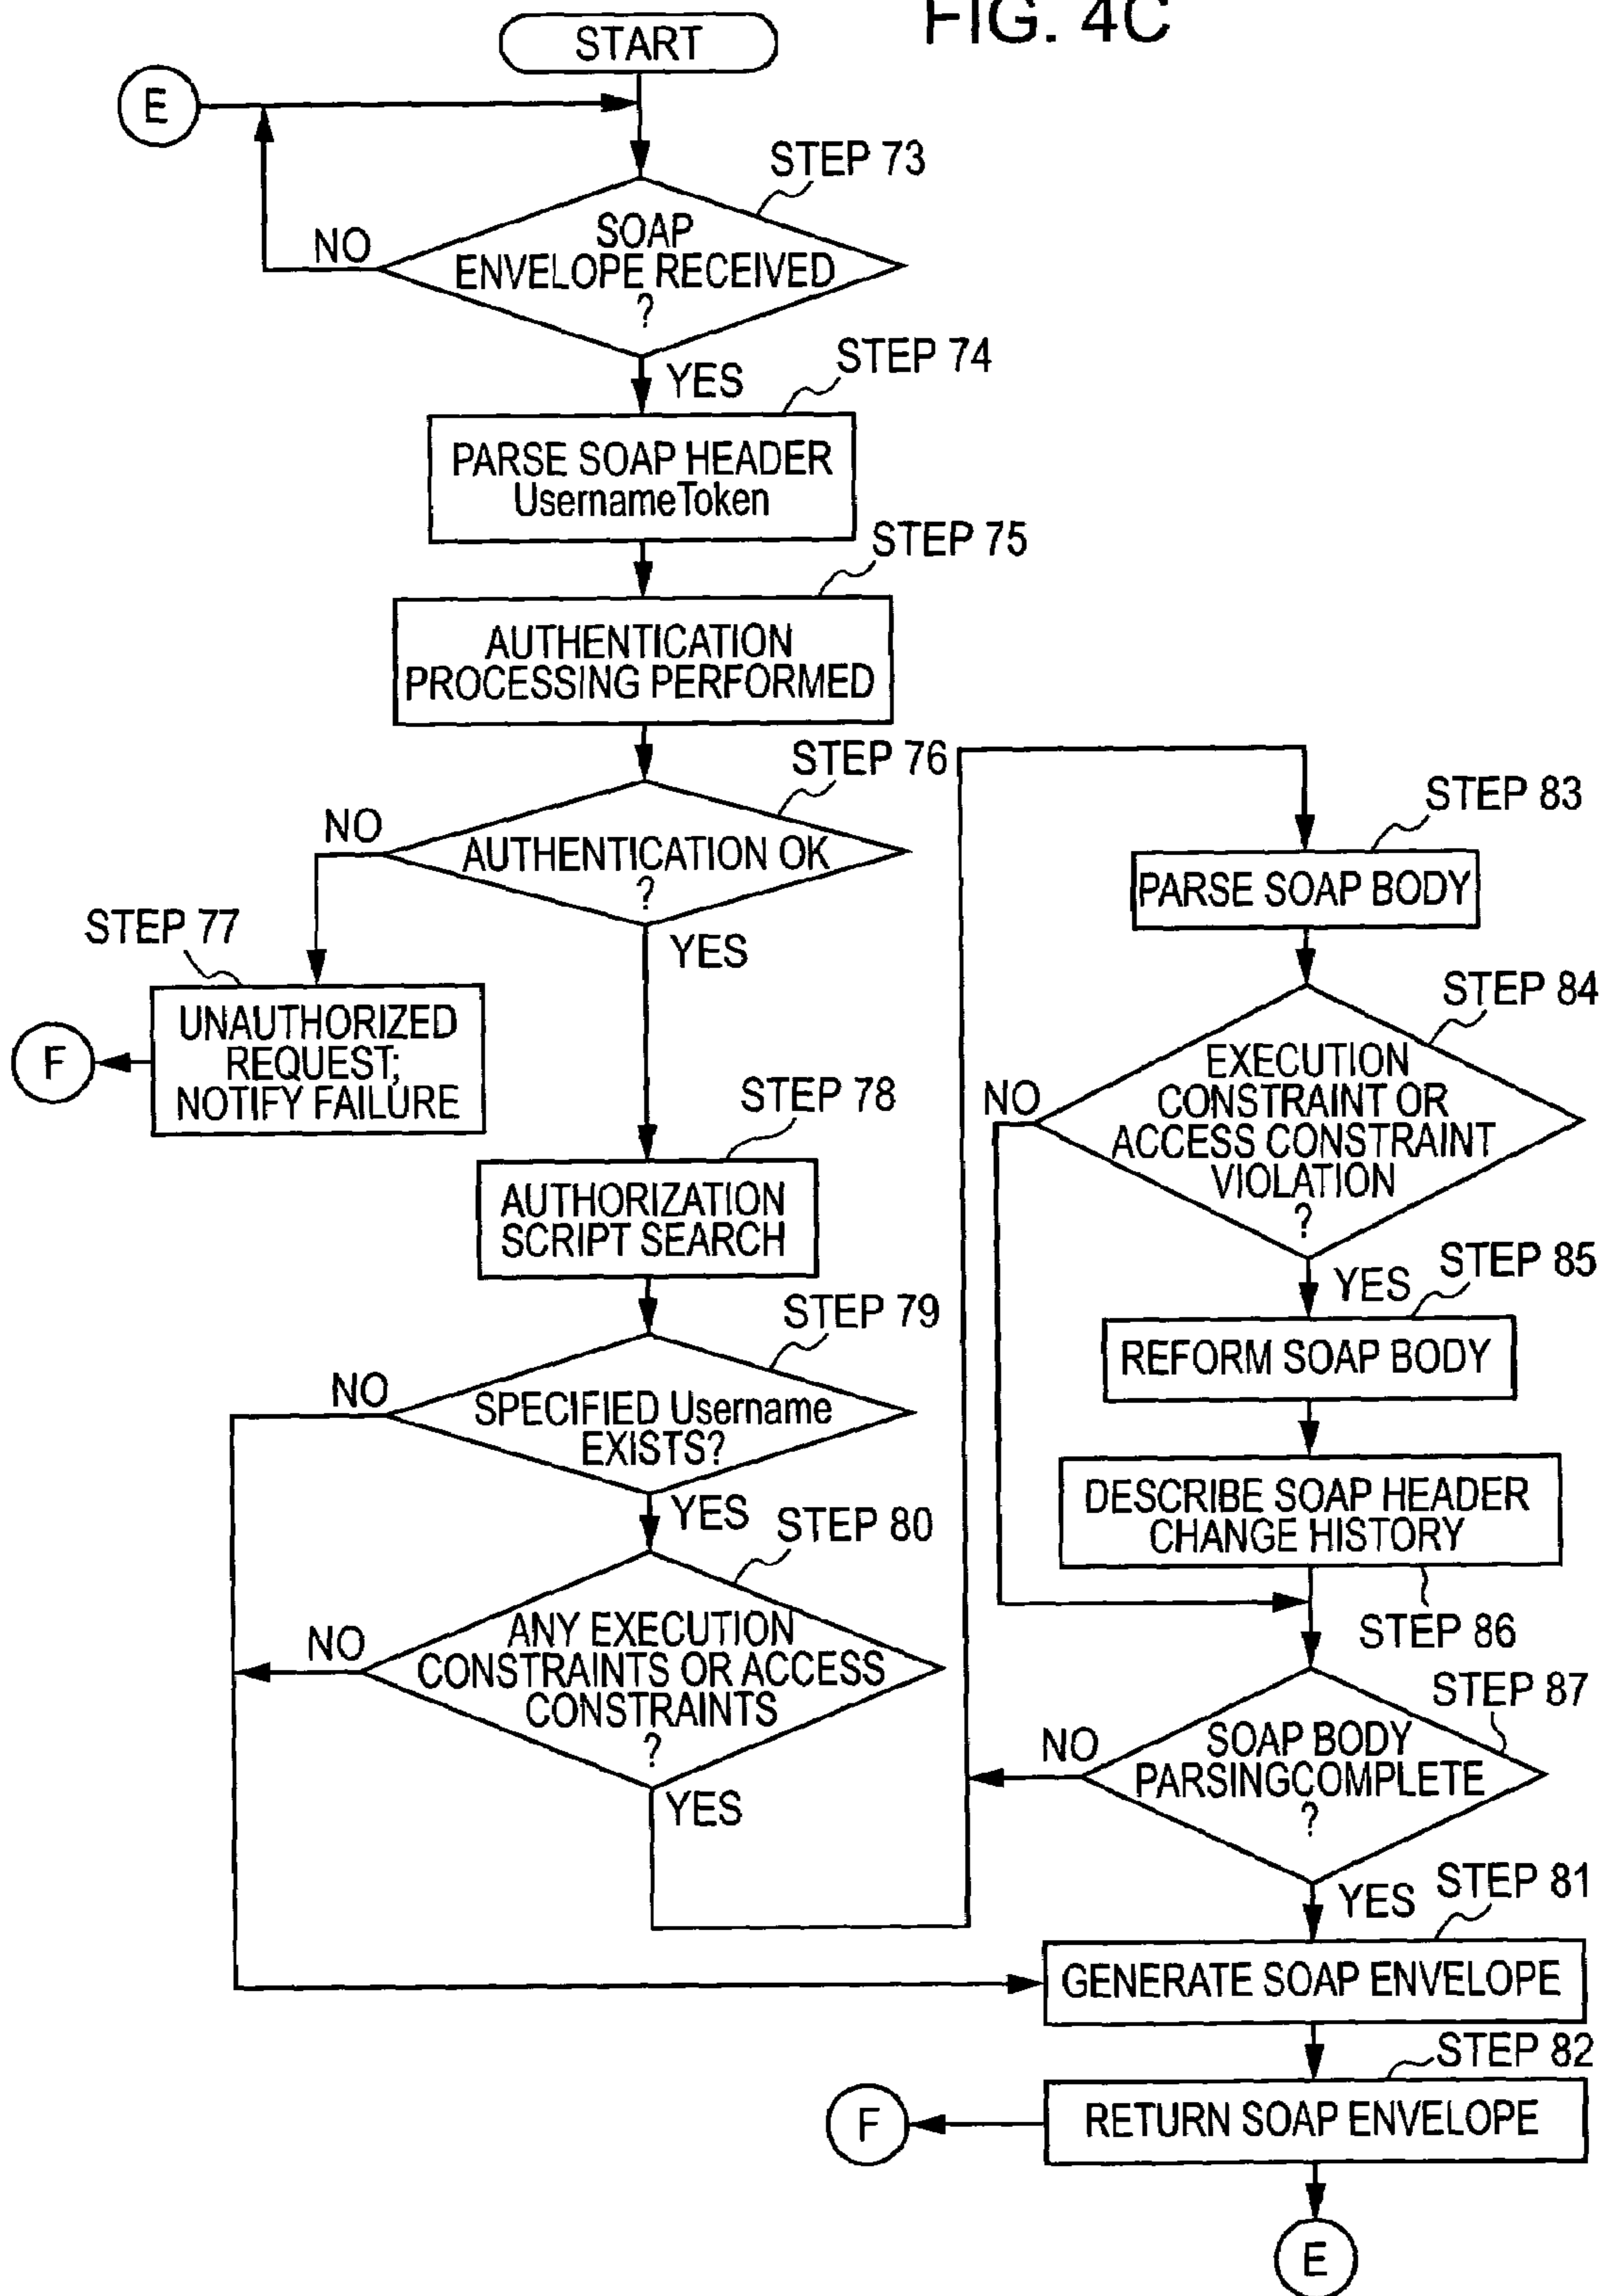 FIG. 4C
START
E
STEP 73
SOAP
ENVELOPE RECEIVED
?
NO
YES
STEP 74
PARSE SOAP HEADER
UsernameToken
STEP 75
AUTHENTICATION
PROCESSING PERFORMED
STEP 76
AUTHENTICATION OK
?
NO
YES
STEP 77
UNAUTHORIZED
REQUEST;
NOTIFY FAILURE
F
STEP 78
AUTHORIZATION
SCRIPT SEARCH
STEP 79
SPECIFIED Username
EXISTS?
NO
YES
STEP 80
ANY EXECUTION
CONSTRAINTS OR ACCESS
CONSTRAINTS
?
NO
YES
STEP 83
PARSE SOAP BODY
STEP 84
EXECUTION
CONSTRAINT OR
ACCESS CONSTRAINT
VIOLATION
?
NO
YES
STEP 85
REFORM SOAP BODY
DESCRIBE SOAP HEADER
CHANGE HISTORY
STEP 86
STEP 87
SOAP BODY
PARSINGCOMPLETE
?
NO
YES
STEP 81
GENERATE SOAP ENVELOPE
STEP 82
RETURN SOAP ENVELOPE
F
E